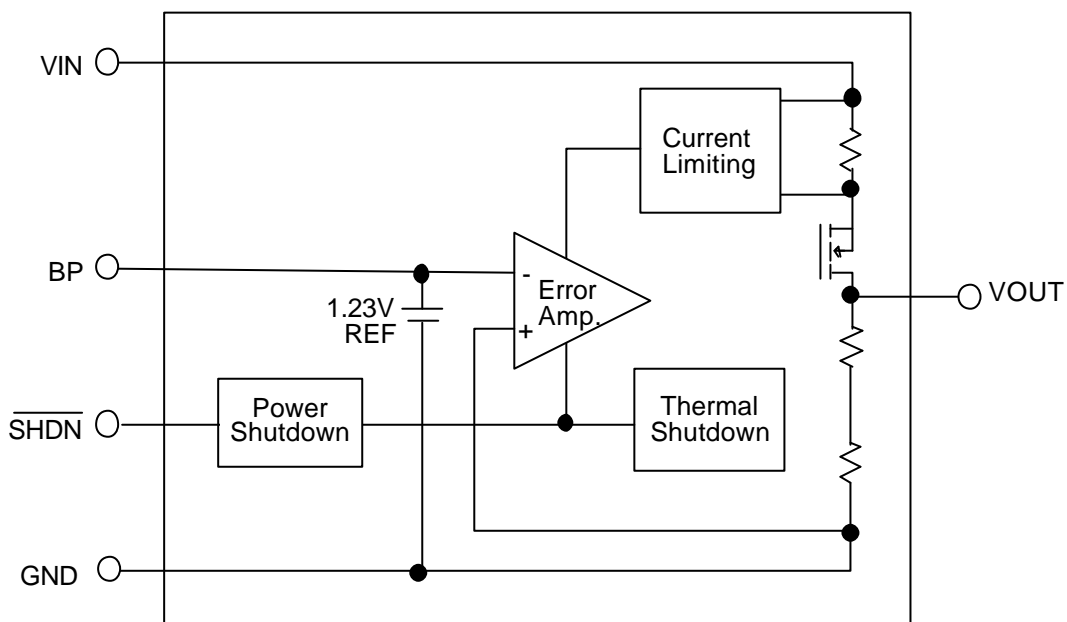 VIN
Current
Limiting
BP
-
Error
Amp.
+
1.23V
REF
VOUT
SHDN
Power
Shutdown
Thermal
Shutdown
GND